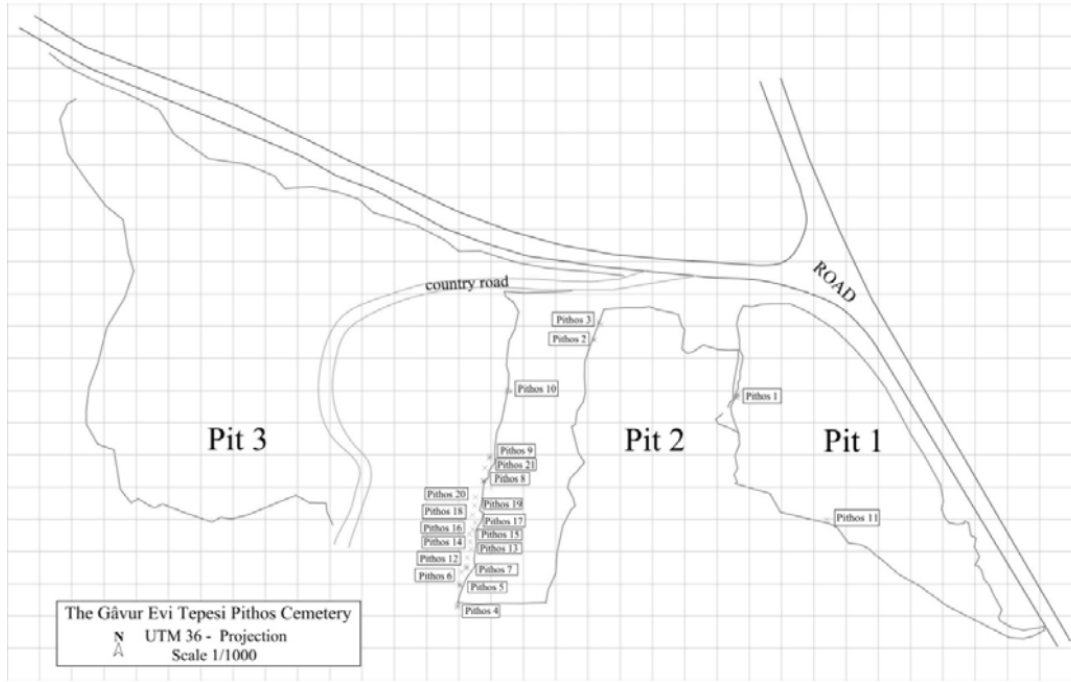 ROAD
country road
Pithos 3
Pithos 2
Pithos 10
Pithos 1
Pit 3
Pit 2
Pit 1
Pithos 9
Pithos 21
Pithos 8
Pithos 20
Pithos 19
Pithos 18
Pithos 17
Pithos 11
Pithos 16
Pithos 15
Pithos 14
Pithos 13
Pithos 12
Pithos 7
Pithos 6
Pithos 5
Pithos 4
The Gâvur Evi Tepesi Pithos Cemetery
N UTM 36 - Projection
Scale 1/1000